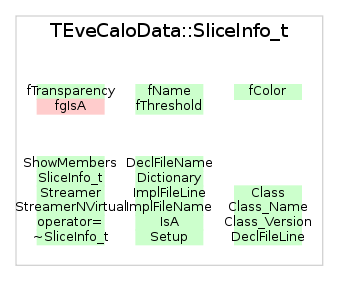 TEveCaloData::SliceInfo_t
fTransparency
fgIsA
fName
fThreshold
fColor
ShowMembers
SliceInfo_t
Streamer
StreamerNVirtual
operator=
~SliceInfo_t
DeclFileName
Dictionary
ImplFileLine
ImplFileName
IsA
Setup
Class
Class_Name
Class_Version
DeclFileLine